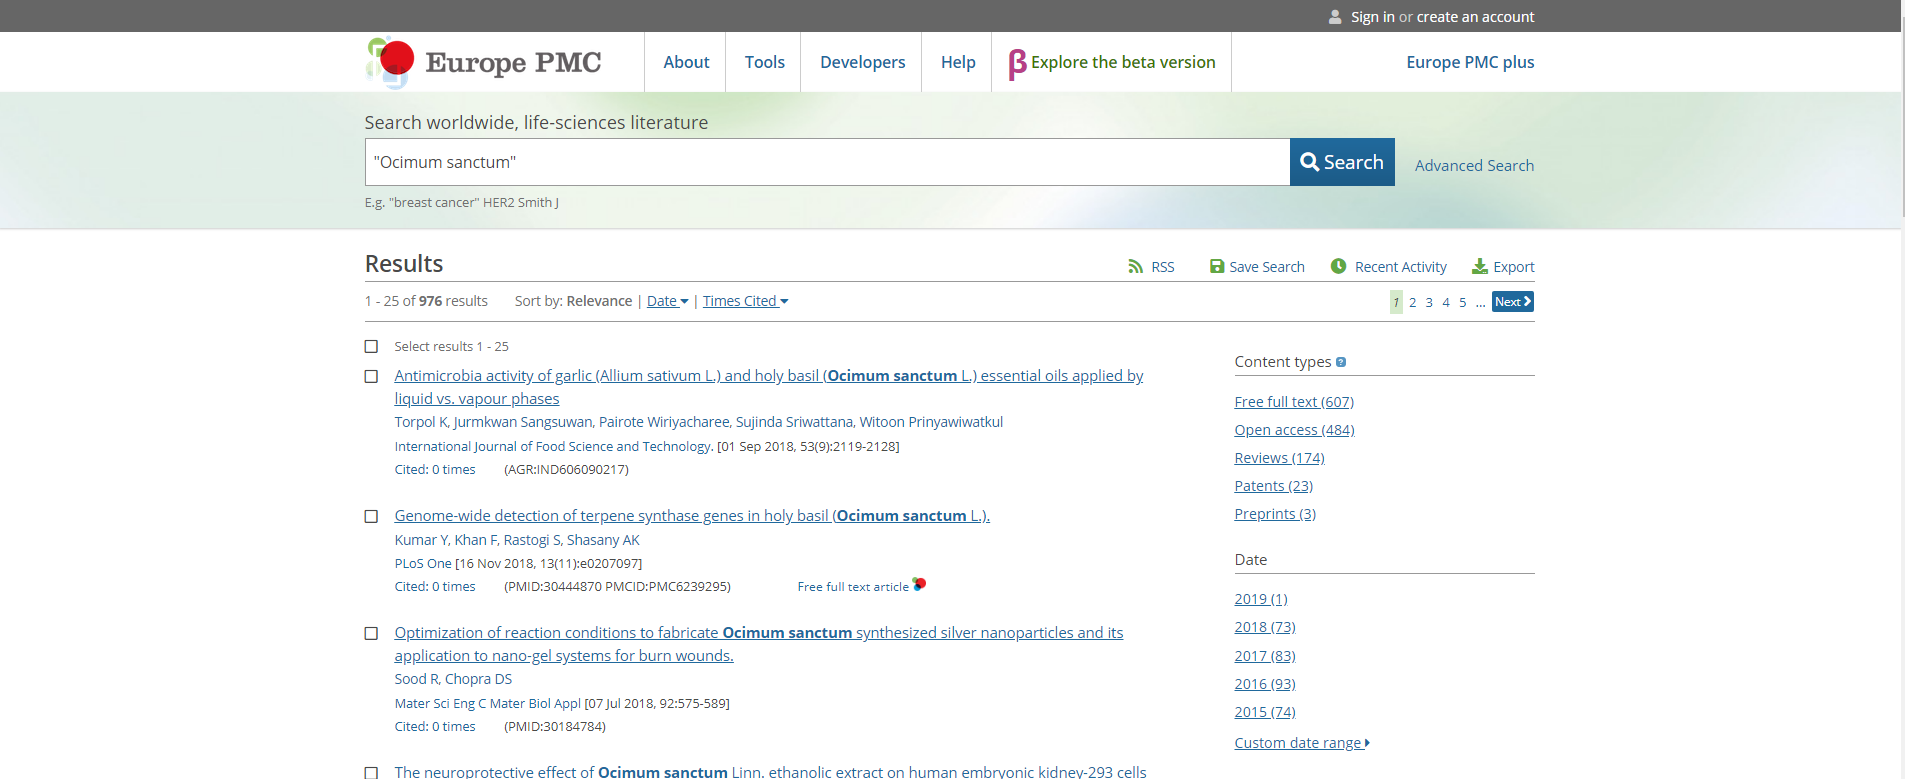 Sign in or create an account
Europe PMC
About
Tools
Developers
Help
β Explore the beta version
Europe PMC plus
Search worldwide, life-sciences literature
"Ocimum sanctum"
Search
Advanced Search
E.g. "breast cancer" HER2 Smith J
Results
RSS
Save Search
Recent Activity
Export
1 - 25 of 976 results
Sort by: Relevance | Date | Times Cited
1 2 3 4 5 ... Next
Select results 1 - 25
Antimicrobia activity of garlic (Allium sativum L.) and holy basil (Ocimum sanctum L.) essential oils applied by
liquid vs. vapour phases
Torpol K, Jurmkwan Sangsuwan, Pairote Wiriyacharee, Sujinda Sriwattana, Witoon Prinyawiwatkul
International Journal of Food Science and Technology. [01 Sep 2018, 53(9):2119-2128]
Cited: 0 times (AGR:IND606090217)
Genome-wide detection of terpene synthase genes in holy basil (Ocimum sanctum L.).
Kumar Y, Khan F, Rastogi S, Shasany AK
PLoS One [16 Nov 2018, 13(11):e0207097]
Cited: 0 times (PMID:30444870 PMCID:PMC6239295) Free full text article
Optimization of reaction conditions to fabricate Ocimum sanctum synthesized silver nanoparticles and its
application to nano-gel systems for burn wounds.
Sood R, Chopra DS
Mater Sci Eng C Mater Biol Appl [07 Jul 2018, 92:575-589]
Cited: 0 times (PMID:30184784)
The neuroprotective effect of Ocimum sanctum Linn. ethanolic extract on human embryonic kidney-293 cells
Content types ?
Free full text (607)
Open access (484)
Reviews (174)
Patents (23)
Preprints (3)
Date
2019 (1)
2018 (73)
2017 (83)
2016 (93)
2015 (74)
Custom date range